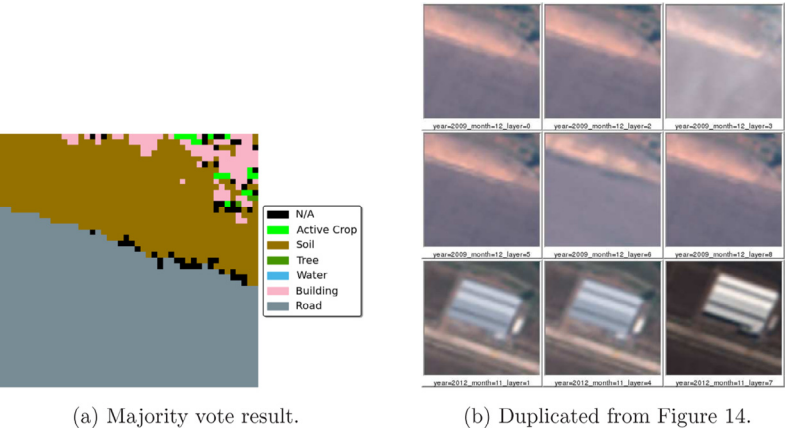 N/A
Active Crop
Soil
Tree
Water
Building
Road
(a) Majority vote result.
year=2009_month=12_layer=0
year=2009_month=12_layer=2
year=2009_month=12_layer=3
year=2009_month=12_layer=5
year=2009_month=12_layer=6
year=2009_month=12_layer=8
year=2012_month=11_layer=1
year=2012_month=11_layer=4
year=2012_month=11_layer=7
(b) Duplicated from Figure 14.